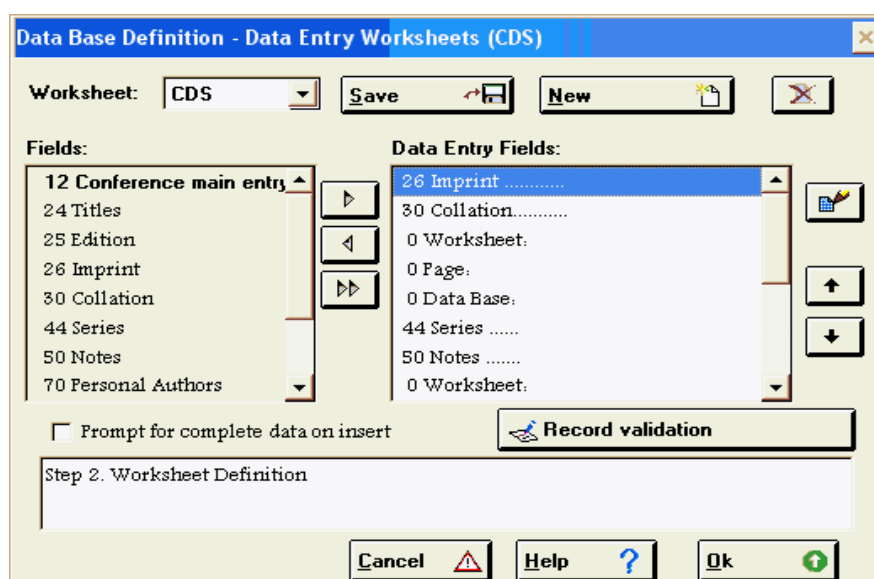 Data Base Definition - Data Entry Worksheets (CDS)
Worksheet: CDS Save New
Fields: Data Entry Fields:
12 Conference main entry
24 Titles
25 Edition
26 Imprint
30 Collation
44 Series
50 Notes
70 Personal Authors
26 Imprint ............
30 Collation..........
0 Worksheet:
0 Page:
0 Data Base:
44 Series ......
50 Notes .......
0 Worksheet:
Prompt for complete data on insert
Record validation
Step 2. Worksheet Definition
Cancel Help ? Ok